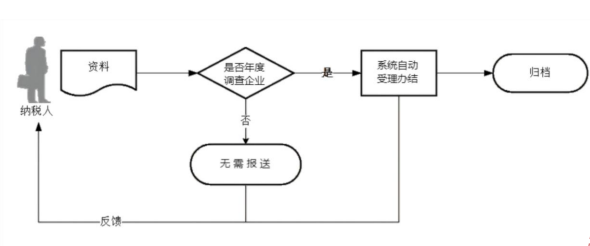 资料
是否年度
调查企业
是
系统自动
受理办结
归档
纳税人
否
无需报送
反馈